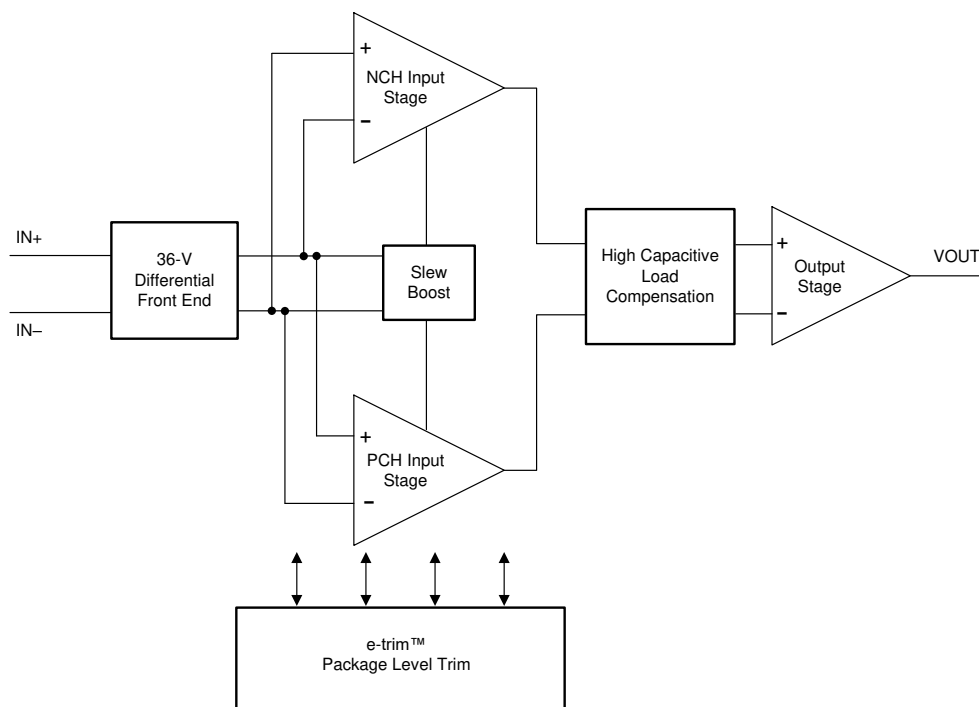 +
NCH Input
Stage
–
IN+
36-V
Differential
Front End
IN–
Slew
Boost
High Capacitive
Load
Compensation
+
Output
Stage
–
VOUT
+
PCH Input
Stage
–
e-trim™
Package Level Trim